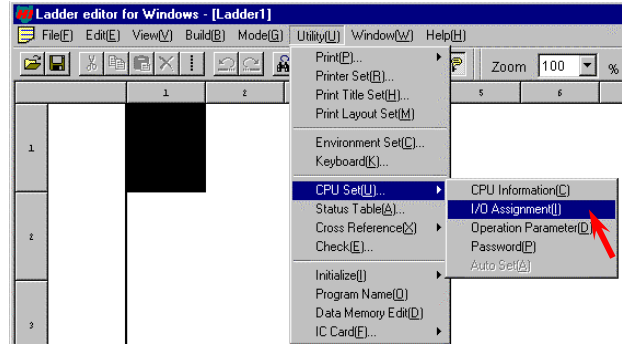 Ladder editor for Windows - [Ladder1]
File(F) Edit(E) View(V) Build(B) Mode(G) Utility(U) Window(W) Help(H)
Zoom 100 %
1 2 5 6
1
2
3
Print(P)...
Printer Set(R)...
Print Title Set(H)...
Print Layout Set(M)
Environment Set(C)...
Keyboard(K)...
CPU Set(U)...
Status Table(A)...
Cross Reference(X)
Check(E)...
Initialize(I)
Program Name(O)
Data Memory Edit(D)
IC Card(F)...
CPU Information(C)
I/O Assignment(I)
Operation Parameter(D)
Password(P)
Auto Set(A)